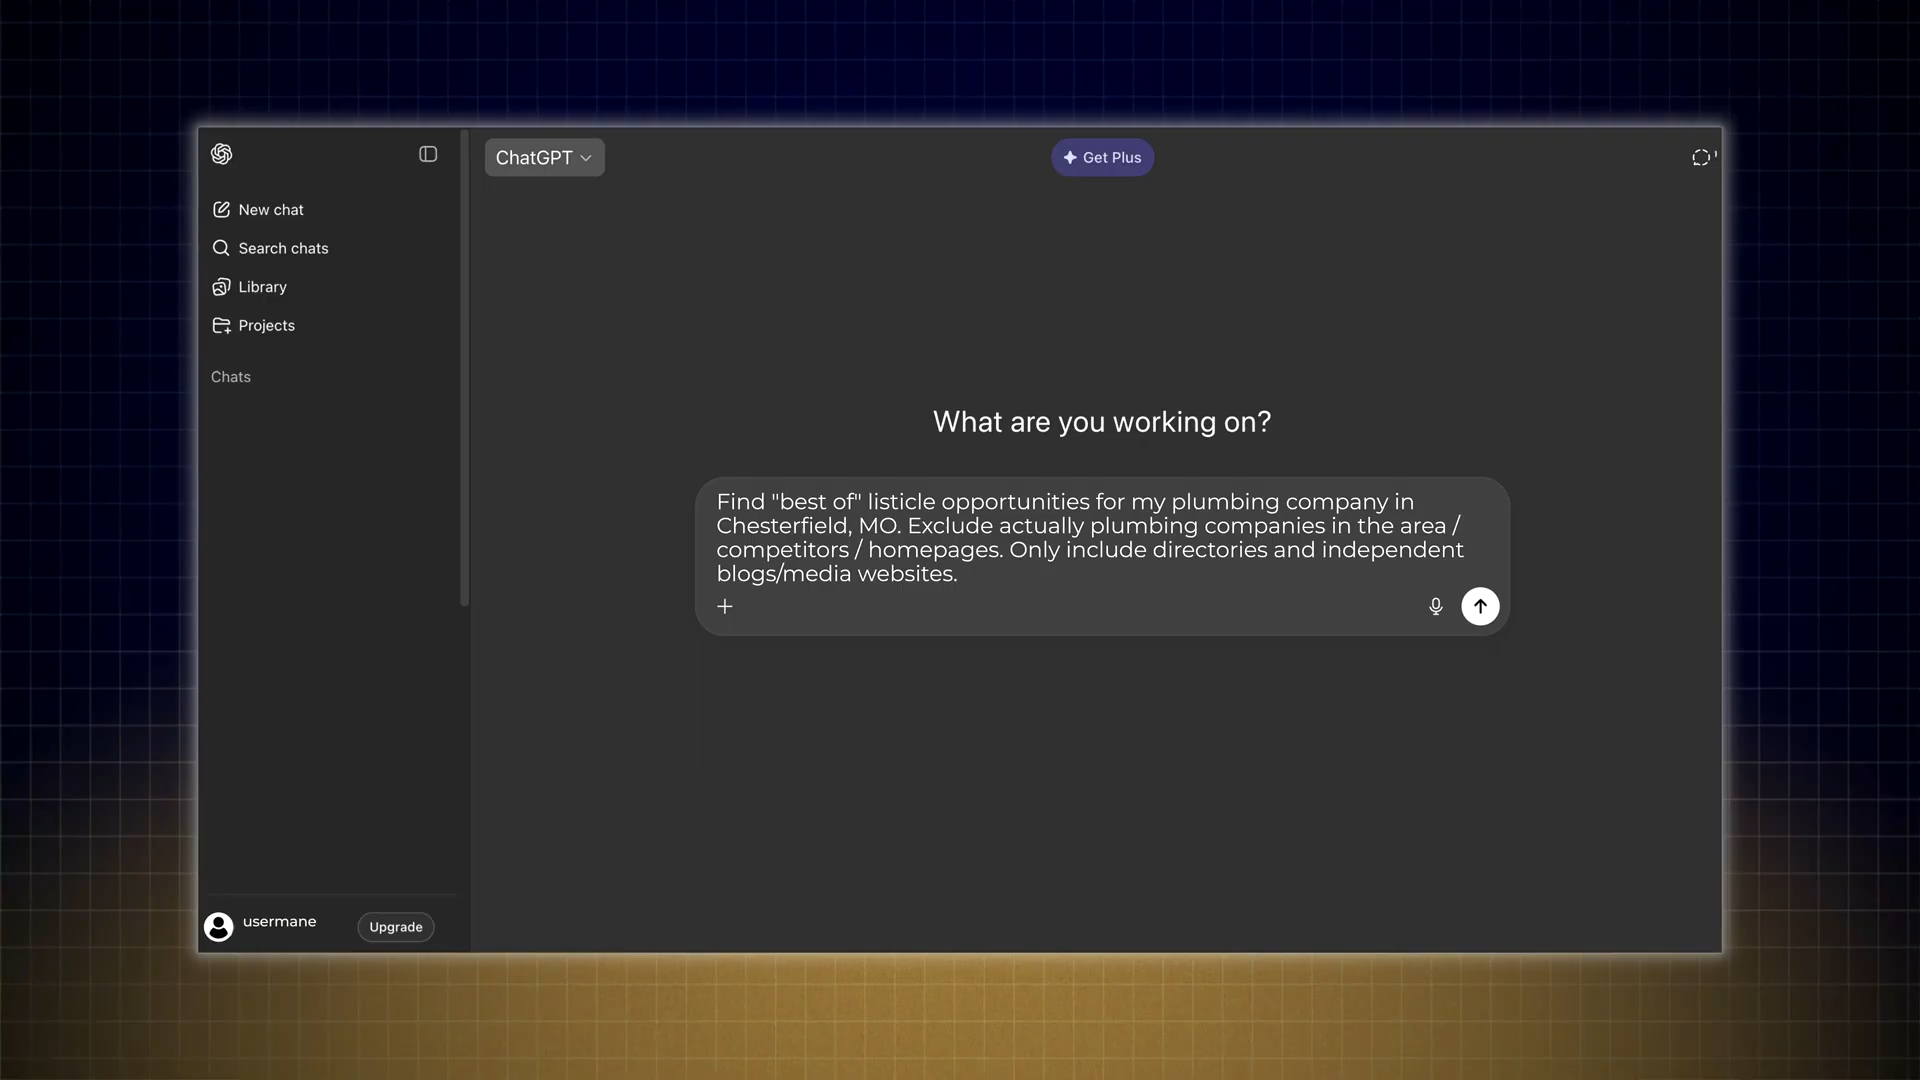 ChatGPT
Get Plus
New chat
Search chats
Library
Projects
Chats
What are you working on?
Find "best of" listicle opportunities for my plumbing company in
Chesterfield, MO. Exclude actually plumbing companies in the area /
competitors / homepages. Only include directories and independent
blogs/media websites.
usermane
Upgrade